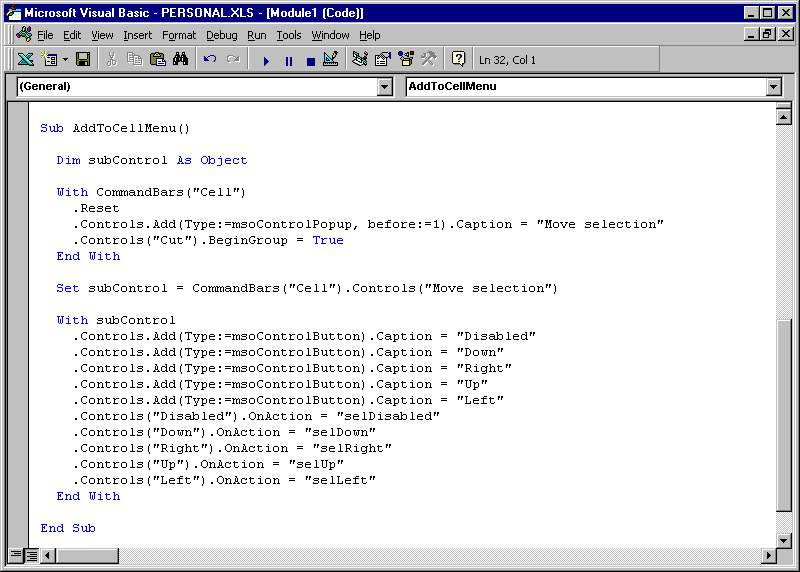 Microsoft Visual Basic - PERSONAL.XLS - [Module1 (Code)]
File Edit View Insert Format Debug Run Tools Window Help
Ln 32, Col 1
(General) AddToCellMenu
Sub AddToCellMenu()
Dim subControl As Object
With CommandBars("Cell")
.Reset
.Controls.Add(Type:=msoControlPopup, before:=1).Caption = "Move selection"
.Controls("Cut").BeginGroup = True
End With
Set subControl = CommandBars("Cell").Controls("Move selection")
With subControl
.Controls.Add(Type:=msoControlButton).Caption = "Disabled"
.Controls.Add(Type:=msoControlButton).Caption = "Down"
.Controls.Add(Type:=msoControlButton).Caption = "Right"
.Controls.Add(Type:=msoControlButton).Caption = "Up"
.Controls.Add(Type:=msoControlButton).Caption = "Left"
.Controls("Disabled").OnAction = "selDisabled"
.Controls("Down").OnAction = "selDown"
.Controls("Right").OnAction = "selRight"
.Controls("Up").OnAction = "selUp"
.Controls("Left").OnAction = "selLeft"
End With
End Sub